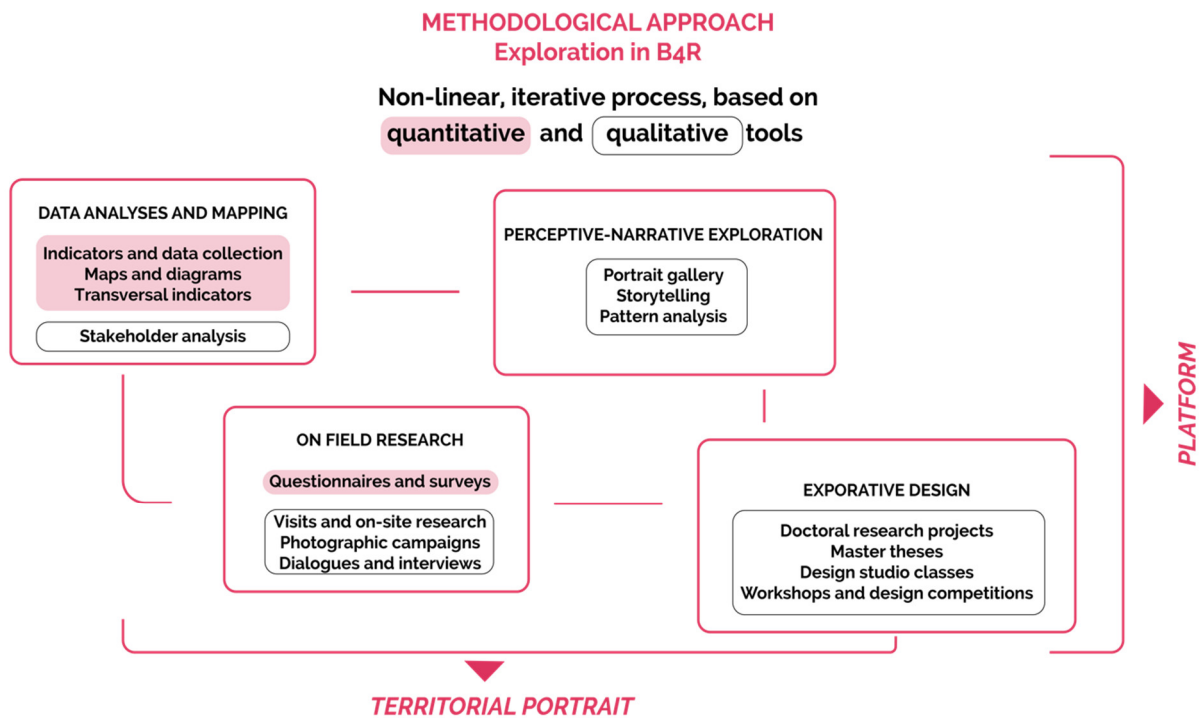 METHODOLOGICAL APPROACH
Exploration in B4R
Non-linear, iterative process, based on
quantitative and qualitative tools
DATA ANALYSES AND MAPPING
Indicators and data collection
Maps and diagrams
Transversal indicators
Stakeholder analysis
PERCEPTIVE-NARRATIVE EXPLORATION
Portrait gallery
Storytelling
Pattern analysis
ON FIELD RESEARCH
Questionnaires and surveys
Visits and on-site research
Photographic campaigns
Dialogues and interviews
EXPORATIVE DESIGN
Doctoral research projects
Master theses
Design studio classes
Workshops and design competitions
PLATFORM
TERRITORIAL PORTRAIT